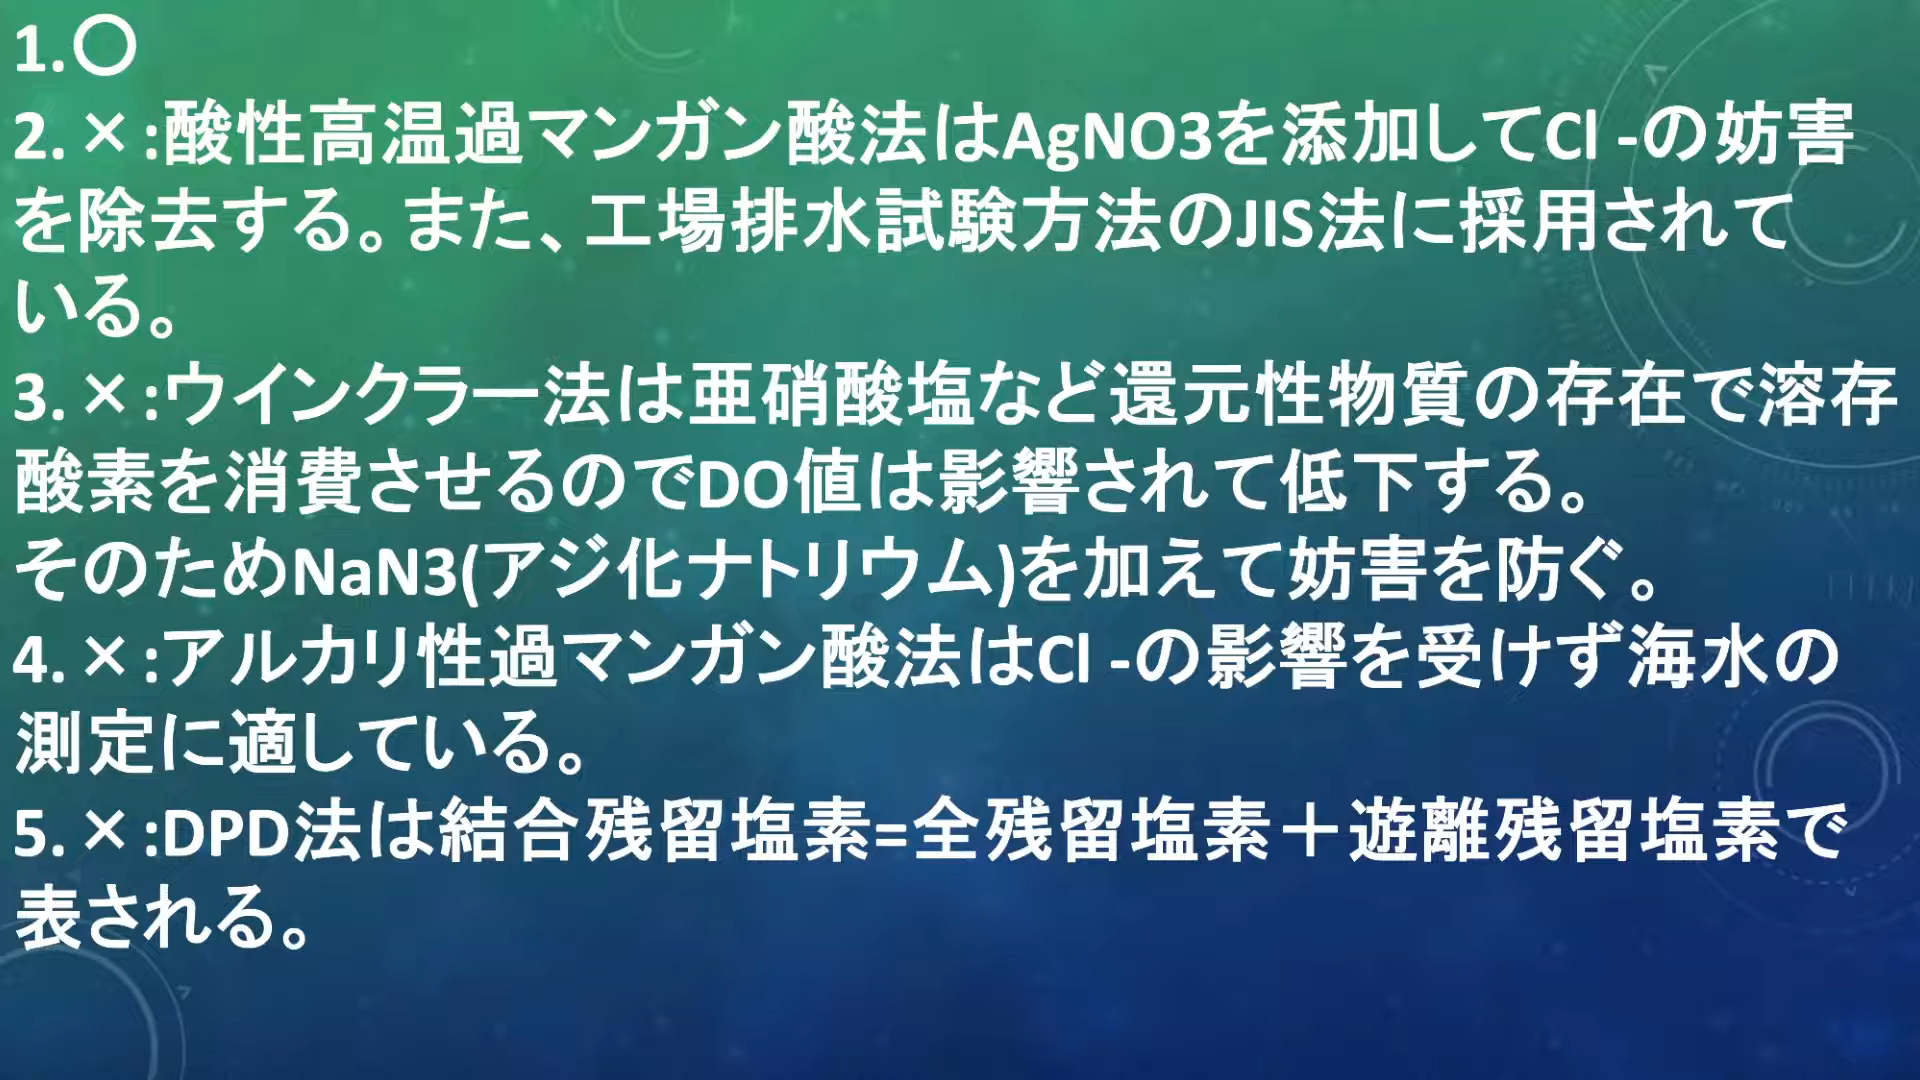 1.〇
2.×:酸性高温過マンガン酸法はAgNO3を添加してCl -の妨害
を除去する。また、工場排水試験方法のJIS法に採用されて
いる。
3.×:ウインクラー法は亜硝酸塩など還元性物質の存在で溶存
酸素を消費させるのでDO値は影響されて低下する。
そのためNaN3(アジ化ナトリウム)を加えて妨害を防ぐ。
4.×:アルカリ性過マンガン酸法はCl -の影響を受けず海水の
測定に適している。
5.×:DPD法は結合残留塩素=全残留塩素＋遊離残留塩素で
表される。